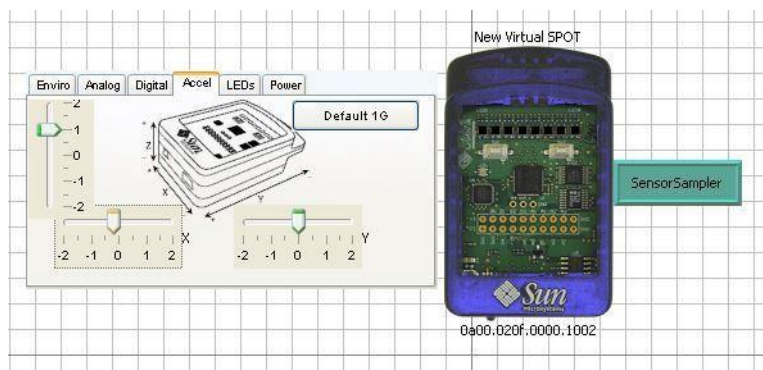 New Virtual SPOT
Enviro Analog Digital Accel LEDs Power
Default 1G
2
1
0
-1
-2
Z
X
Y
Sun
X
-2 -1 0 1 2
Y
-2 -1 0 1 2
SensorSampler
Sun
microsystems
0a00.020f.0000.1002